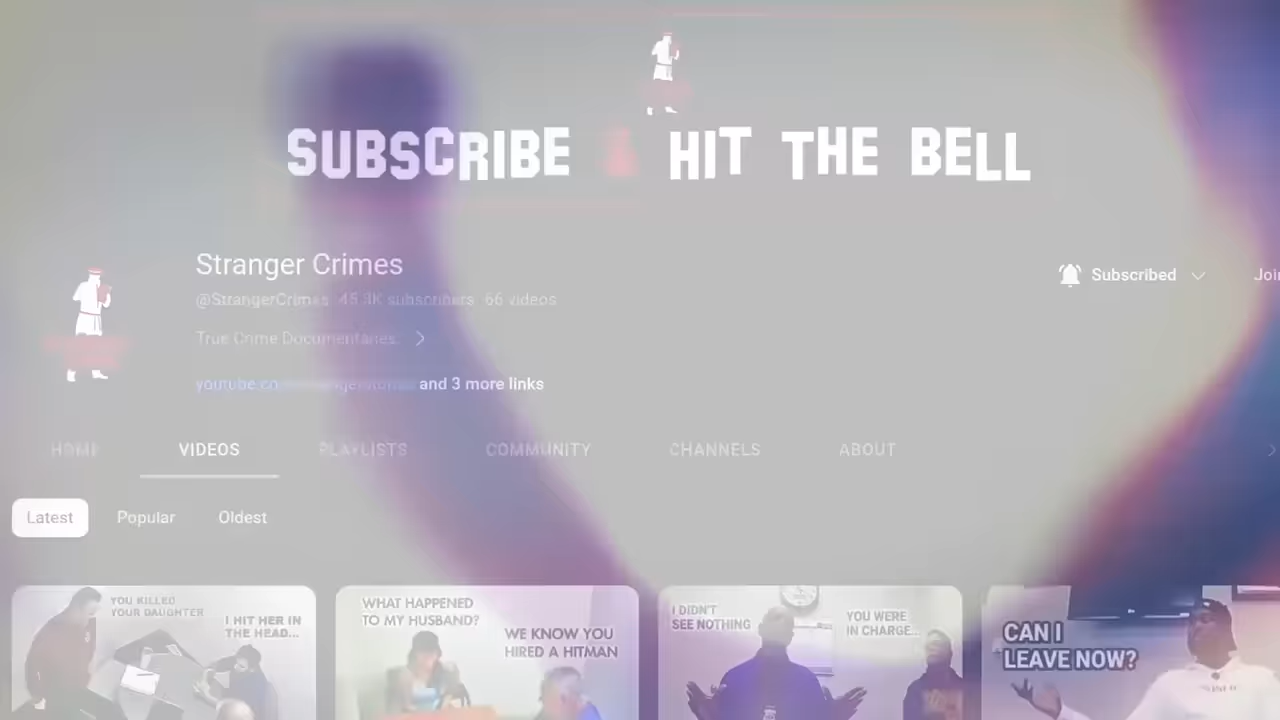 SUBSCRIBE HIT THE BELL
Stranger Crimes
@StrangerCrimes 45.3K subscribers 66 videos
True Crime Documentaries
Subscribed
youtube.co and 3 more links
HOME VIDEOS PLAYLISTS COMMUNITY CHANNELS ABOUT
Latest Popular Oldest
YOU KILLED
YOUR DAUGHTER
I HIT HER IN
THE HEAD...
WHAT HAPPENED
TO MY HUSBAND?
WE KNOW YOU
HIRED A HITMAN
I DIDN'T
SEE NOTHING
YOU WERE
IN CHARGE...
CAN I
LEAVE NOW?